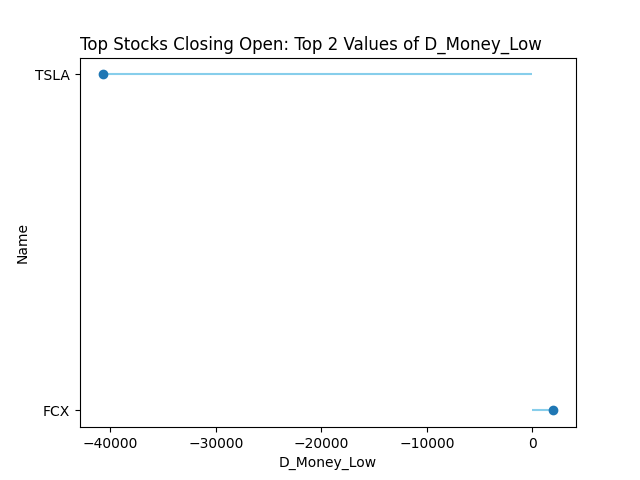 Top Stocks Closing Open: Top 2 Values of D_Money_Low
TSLA
Name
FCX
−40000 −30000 −20000 −10000 0
D_Money_Low